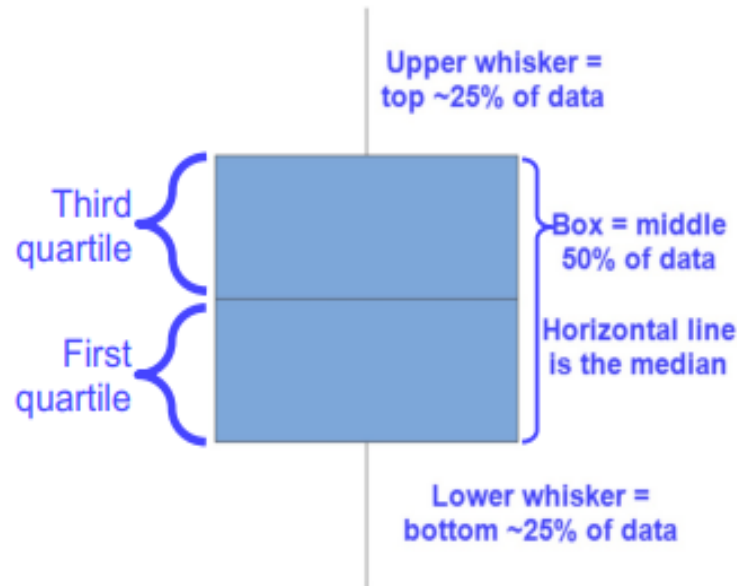 Upper whisker =
top ~25% of data
Third
quartile
Box = middle
50% of data
Horizontal line
is the median
First
quartile
Lower whisker =
bottom ~25% of data